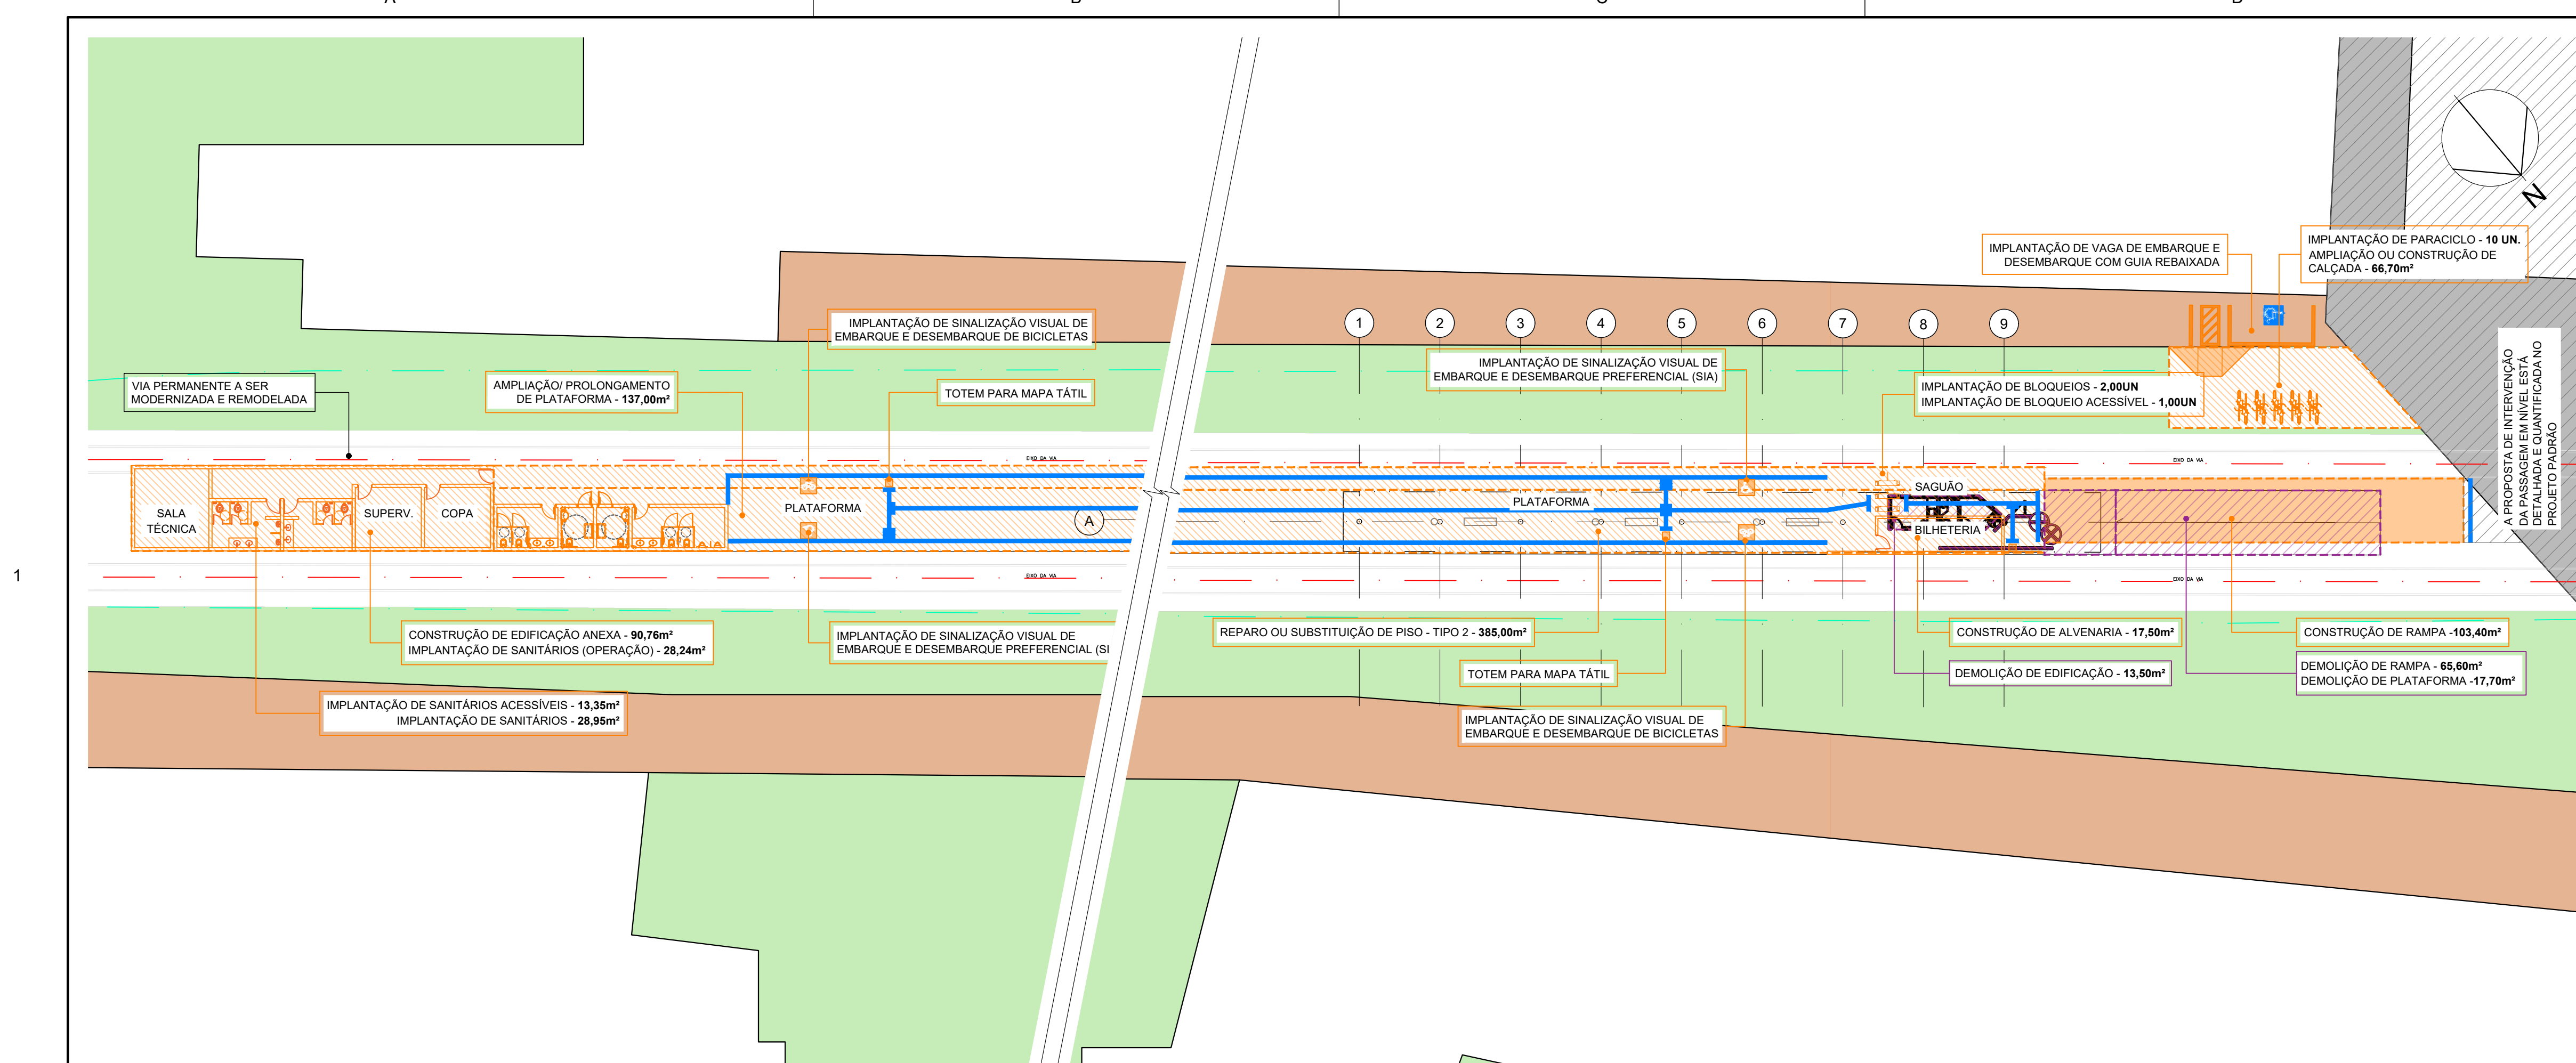 A
B
C
D
N
IMPLANTAÇÃO DE VAGA DE EMBARQUE E
DESEMBARQUE COM GUIA REBAIXADA
IMPLANTAÇÃO DE PARACICLO - 10 UN.
AMPLIAÇÃO OU CONSTRUÇÃO DE
CALÇADA - 66,70m²
IMPLANTAÇÃO DE SINALIZAÇÃO VISUAL DE
EMBARQUE E DESEMBARQUE DE BICICLETAS
1
2
3
4
5
6
7
8
9
IMPLANTAÇÃO DE SINALIZAÇÃO VISUAL DE
EMBARQUE E DESEMBARQUE PREFERENCIAL (SIA)
VIA PERMANENTE A SER
MODERNIZADA E REMODELADA
AMPLIAÇÃO/ PROLONGAMENTO
DE PLATAFORMA - 137,00m²
TOTEM PARA MAPA TÁTIL
IMPLANTAÇÃO DE BLOQUEIOS - 2,00UN
IMPLANTAÇÃO DE BLOQUEIO ACESSÍVEL - 1,00UN
A PROPOSTA DE INTERVENÇÃO
DA PASSAGEM EM NÍVEL ESTÁ
DETALHADA E QUANTIFICADA NO
PROJETO PADRÃO
EIXO DA VIA
EIXO DA VIA
SALA
TÉCNICA
SUPERV.
COPA
PLATAFORMA
A
PLATAFORMA
SAGUÃO
BILHETERIA
1
EIXO DA VIA
EIXO DA VIA
CONSTRUÇÃO DE EDIFICAÇÃO ANEXA - 90,76m²
IMPLANTAÇÃO DE SANITÁRIOS (OPERAÇÃO) - 28,24m²
IMPLANTAÇÃO DE SINALIZAÇÃO VISUAL DE
EMBARQUE E DESEMBARQUE PREFERENCIAL (SI
REPARO OU SUBSTITUIÇÃO DE PISO - TIPO 2 - 385,00m²
CONSTRUÇÃO DE ALVENARIA - 17,50m²
CONSTRUÇÃO DE RAMPA -103,40m²
TOTEM PARA MAPA TÁTIL
DEMOLIÇÃO DE EDIFICAÇÃO - 13,50m²
DEMOLIÇÃO DE RAMPA - 65,60m²
DEMOLIÇÃO DE PLATAFORMA -17,70m²
IMPLANTAÇÃO DE SANITÁRIOS ACESSÍVEIS - 13,35m²
IMPLANTAÇÃO DE SANITÁRIOS - 28,95m²
IMPLANTAÇÃO DE SINALIZAÇÃO VISUAL DE
EMBARQUE E DESEMBARQUE DE BICICLETAS